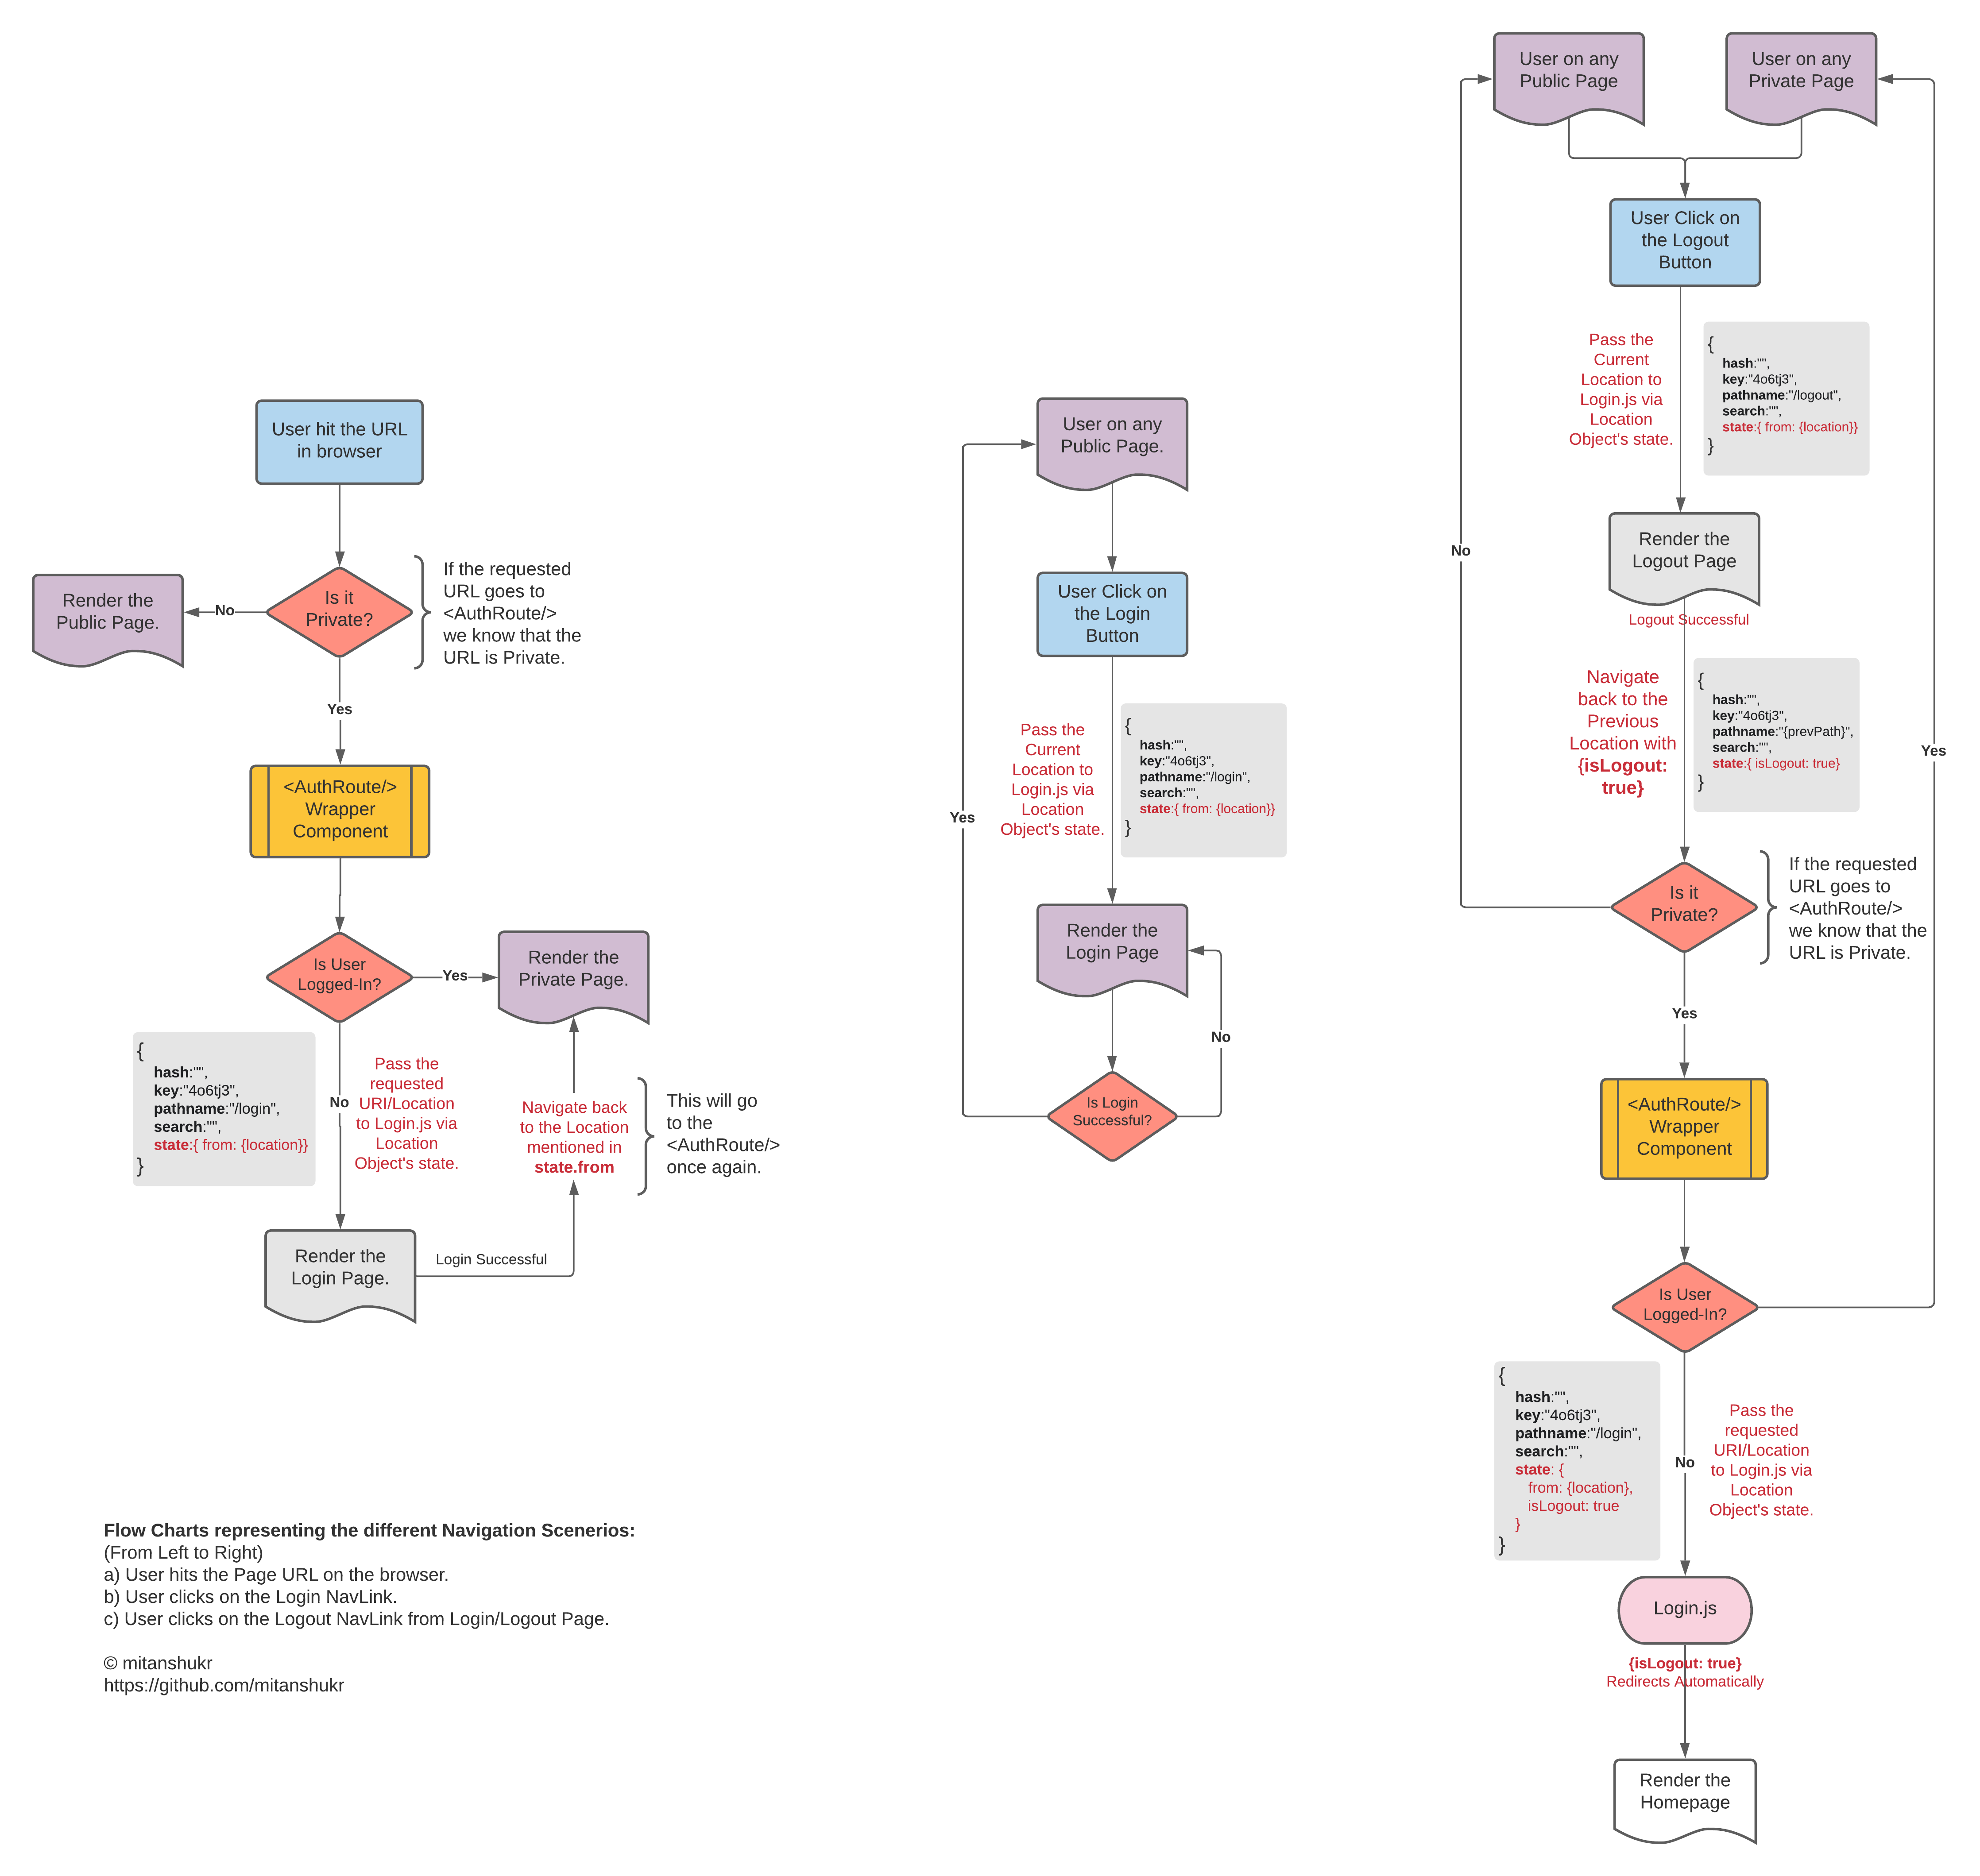 User hit the URL
in browser
Is it
Private?
If the requested
URL goes to
<AuthRoute/>
we know that the
URL is Private.
No
Render the
Public Page.
Yes
<AuthRoute/>
Wrapper
Component
Is User
Logged-In?
Yes
Render the
Private Page.
{
hash:"",
key:"4o6tj3",
pathname:"/login",
search:"",
state:{ from: {location}}
}
No
Pass the
requested
URI/Location
to Login.js via
Location
Object's state.
Navigate back
to the Location
mentioned in
state.from
This will go
to the
<AuthRoute/>
once again.
Render the
Login Page.
Login Successful
Flow Charts representing the different Navigation Scenerios:
(From Left to Right)
a) User hits the Page URL on the browser.
b) User clicks on the Login NavLink.
c) User clicks on the Logout NavLink from Login/Logout Page.
© mitanshukr
https://github.com/mitanshukr
User on any
Public Page.
User Click on
the Login
Button
Pass the
Current
Location to
Login.js via
Location
Object's state.
{
hash:"",
key:"4o6tj3",
pathname:"/login",
search:"",
state:{ from: {location}}
}
Yes
Render the
Login Page
No
Is Login
Successful?
User on any
Public Page
User on any
Private Page
User Click on
the Logout
Button
Pass the
Current
Location to
Login.js via
Location
Object's state.
{
hash:"",
key:"4o6tj3",
pathname:"/logout",
search:"",
state:{ from: {location}}
}
No
Render the
Logout Page
Logout Successful
Navigate
back to the
Previous
Location with
{isLogout:
true}
{
hash:"",
key:"4o6tj3",
pathname:"{prevPath}",
search:"",
state:{ isLogout: true}
}
Yes
Is it
Private?
If the requested
URL goes to
<AuthRoute/>
we know that the
URL is Private.
Yes
<AuthRoute/>
Wrapper
Component
Is User
Logged-In?
{
hash:"",
key:"4o6tj3",
pathname:"/login",
search:"",
state: {
from: {location},
isLogout: true
}
}
No
Pass the
requested
URI/Location
to Login.js via
Location
Object's state.
Login.js
{isLogout: true}
Redirects Automatically
Render the
Homepage